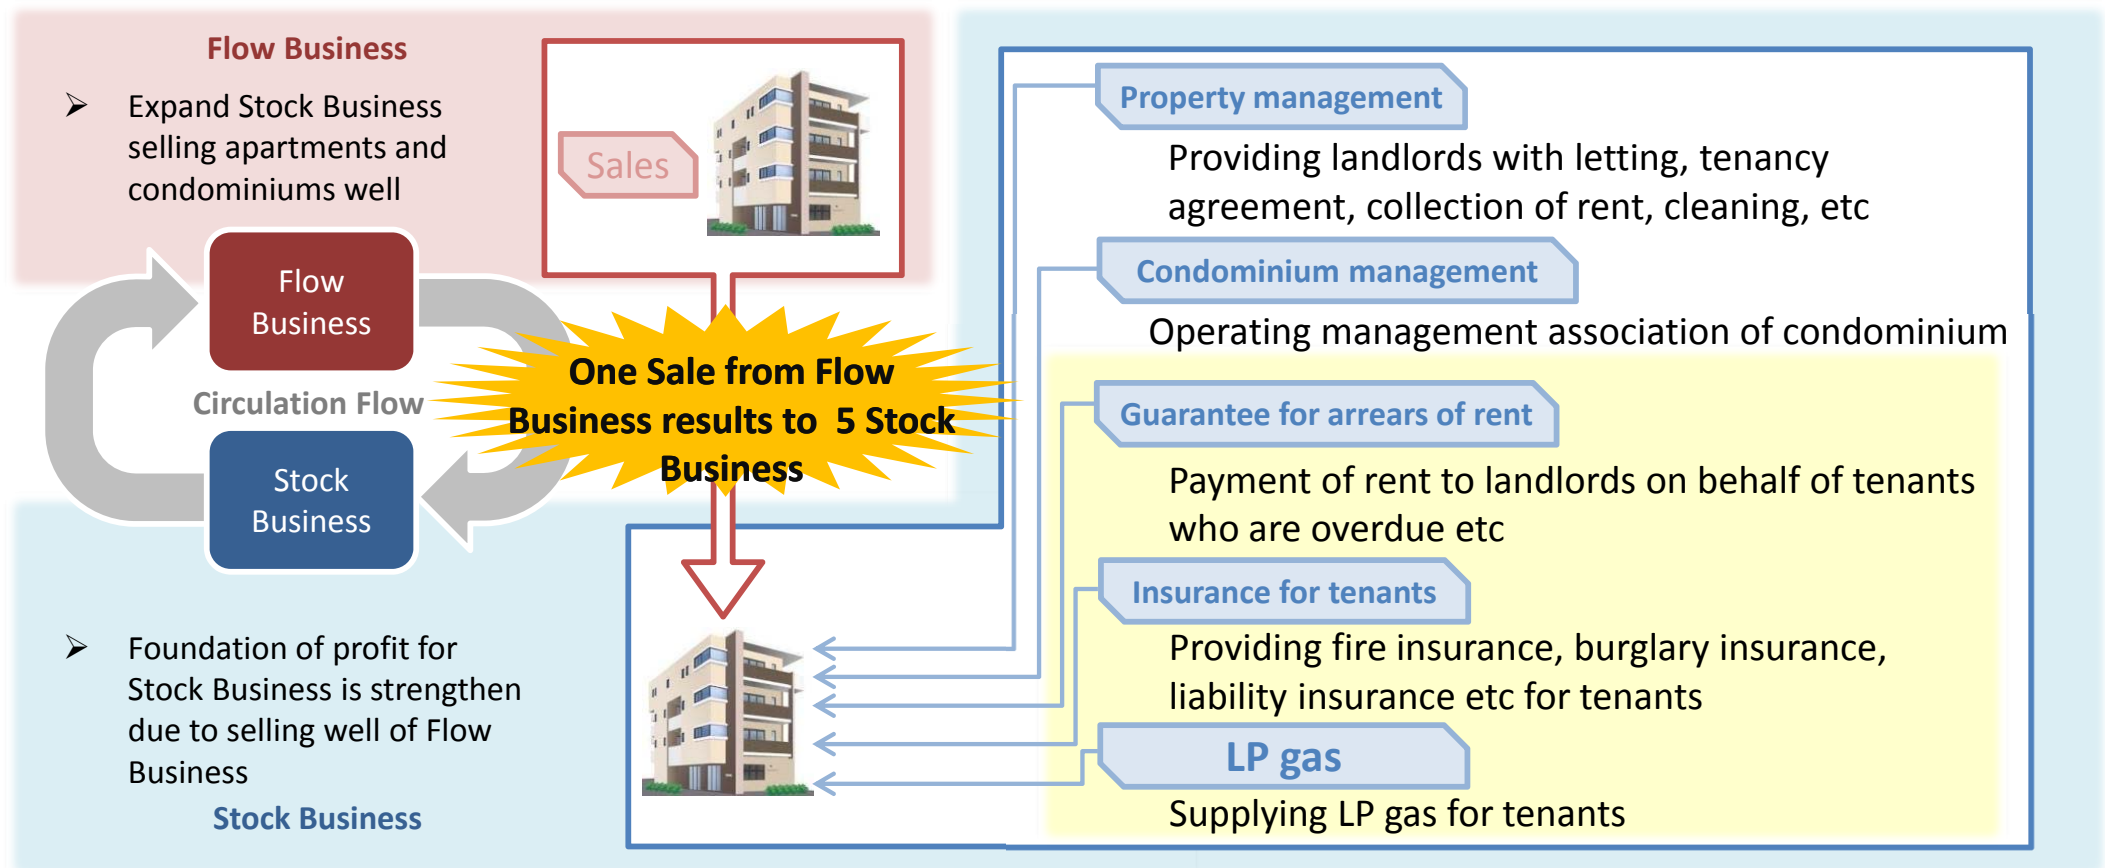 Flow Business
➢ Expand Stock Business
selling apartments and
condominiums well
Flow
Business
Circulation Flow
Stock
Business
➢ Foundation of profit for
Stock Business is strengthen
due to selling well of Flow
Business
Stock Business
Sales
One Sale from Flow
Business results to 5 Stock
Business
Property management
Providing landlords with letting, tenancy
agreement, collection of rent, cleaning, etc
Condominium management
Operating management association of condominium
Guarantee for arrears of rent
Payment of rent to landlords on behalf of tenants
who are overdue etc
Insurance for tenants
Providing fire insurance, burglary insurance,
liability insurance etc for tenants
LP gas
Supplying LP gas for tenants